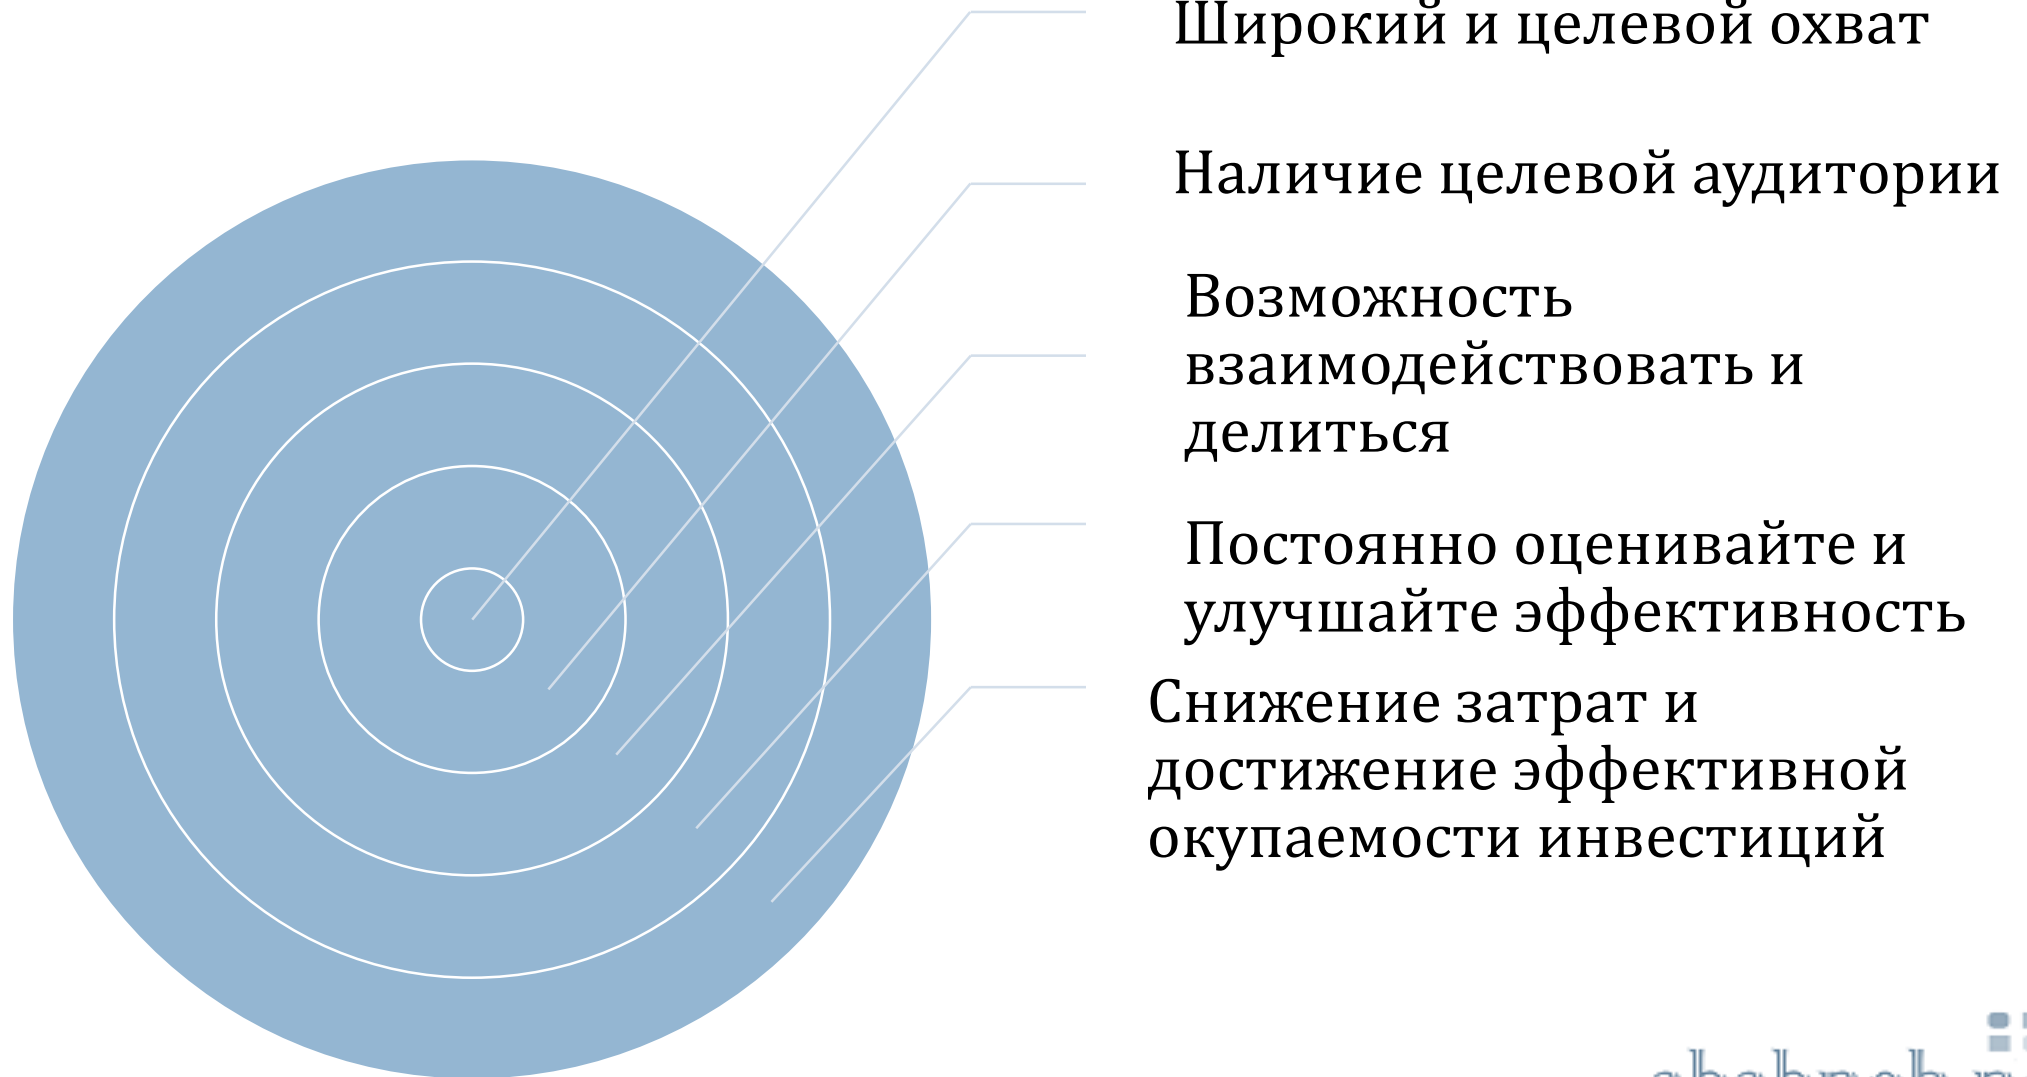 Широкий и целевой охват
Наличие целевой аудитории
Возможность
взаимодействовать и
делиться
Постоянно оценивайте и
улучшайте эффективность
Снижение затрат и
достижение эффективной
окупаемости инвестиций